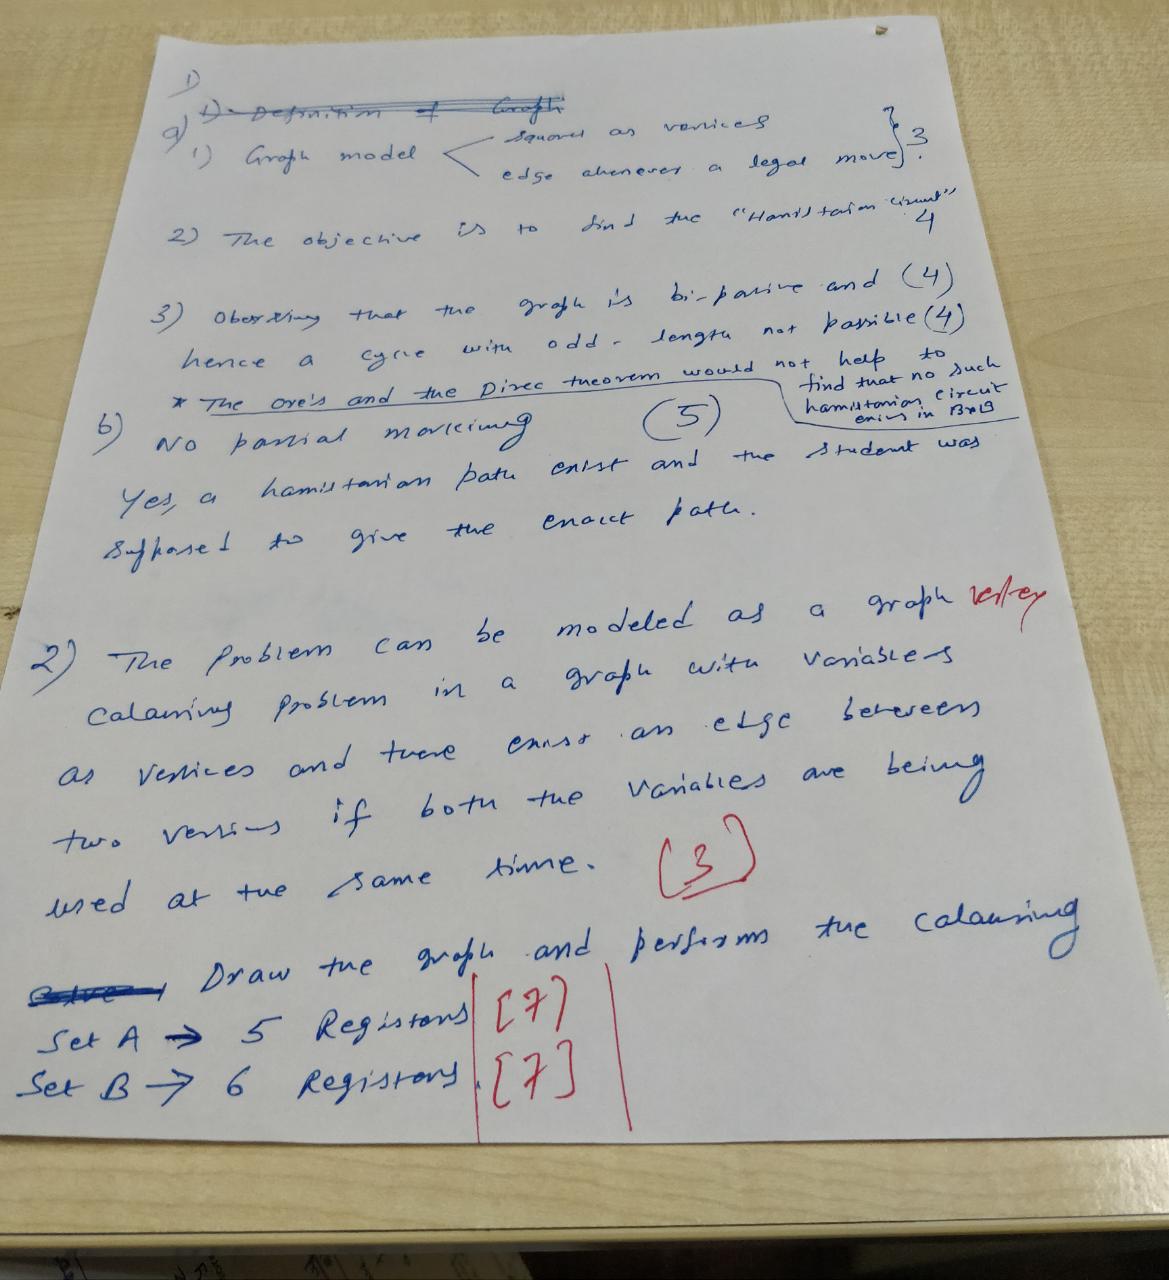 1)
1) Definition of Graph
a) 1) Graph model squares as vertices
edge whenever a legal move } 3
2) The objective is to find the "Hamiltonian circuit" 4
3) Observing that the graph is bi-partite and (4)
hence a cycle with odd-length not possible (4)
* The ore's and the Dirac theorem would not help to
find that no such
hamiltonian circuit
exists in
b) No partial marking (5)
Yes, a hamiltonian path exist and the student was
supposed to give the exact path.
2) The Problem can be modeled as a graph vertex
colouring problem in a graph with variables
as vertices and there exist an edge between
two vertices if both the variables are being
used at the same time. (3)
Draw the graph and perform the colouring
Set A → 5 Registors [7]
Set B → 6 Registors. [7]